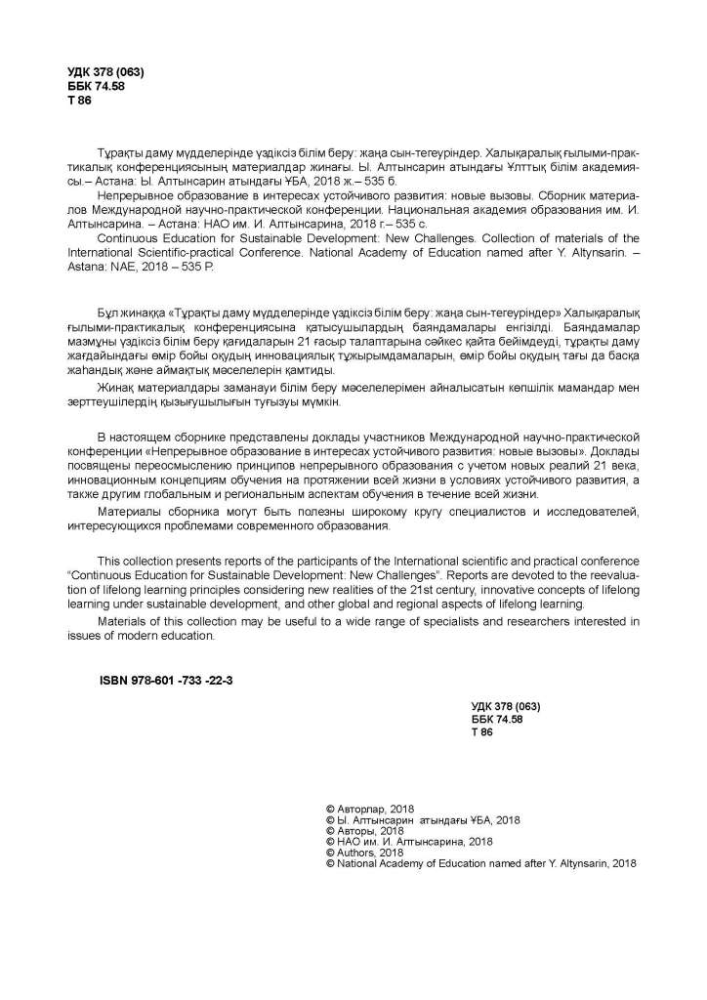 УДК 378 (063)
ББК 74.58
Т 86
Тұрақты даму мүдделерінде үздіксіз білім беру: жаңа сын-тегеуріндер. Халықаралық ғылыми-прак-
тикалық конференциясының материалдар жинағы. Ы. Алтынсарин атындағы Ұлттық білім академия-
сы.– Астана: Ы. Алтынсарин атындағы ҰБА, 2018 ж.– 535 б.
Непрерывное образование в интересах устойчивого развития: новые вызовы. Сборник материа-
лов Международной научно-практической конференции. Национальная академия образования им. И.
Алтынсарина. – Астана: НАО им. И. Алтынсарина, 2018 г.– 535 с.
Continuous Education for Sustainable Development: New Challenges. Collection of materials of the
International Scientific-practical Conference. National Academy of Education named after Y. Altynsarin. –
Astana: NAE, 2018 – 535 P.
Бұл жинаққа «Тұрақты даму мүдделерінде үздіксіз білім беру: жаңа сын-тегеуріндер» Халықаралық
ғылыми-практикалық конференциясына қатысушылардың баяндамалары енгізілді. Баяндамалар
мазмұны үздіксіз білім беру қағидаларын 21 ғасыр талаптарына сәйкес қайта бейімдеуді, тұрақты даму
жағдайындағы өмір бойы оқудың инновациялық тұжырымдамаларын, өмір бойы оқудың тағы да басқа
жаһандық және аймақтық мәселелерін қамтиды.
Жинақ материалдары заманауи білім беру мәселелерімен айналысатын көпшілік мамандар мен
зерттеушілердің қызығушылығын туғызуы мүмкін.
В настоящем сборнике представлены доклады участников Международной научно-практической
конференции «Непрерывное образование в интересах устойчивого развития: новые вызовы». Доклады
посвящены переосмыслению принципов непрерывного образования с учетом новых реалий 21 века,
инновационным концепциям обучения на протяжении всей жизни в условиях устойчивого развития, а
также другим глобальным и региональным аспектам обучения в течение всей жизни.
Материалы сборника могут быть полезны широкому кругу специалистов и исследователей,
интересующихся проблемами современного образования.
This collection presents reports of the participants of the International scientific and practical conference
“Continuous Education for Sustainable Development: New Challenges”. Reports are devoted to the reevalua-
tion of lifelong learning principles considering new realities of the 21st century, innovative concepts of lifelong
learning under sustainable development, and other global and regional aspects of lifelong learning.
Materials of this collection may be useful to a wide range of specialists and researchers interested in
issues of modern education.
ISBN 978-601 -733 -22-3
УДК 378 (063)
ББК 74.58
Т 86
© Авторлар, 2018
© Ы. Алтынсарин атындағы ҰБА, 2018
© Авторы, 2018
© НАО им. И. Алтынсарина, 2018
© Authors, 2018
© National Academy of Education named after Y. Altynsarin, 2018